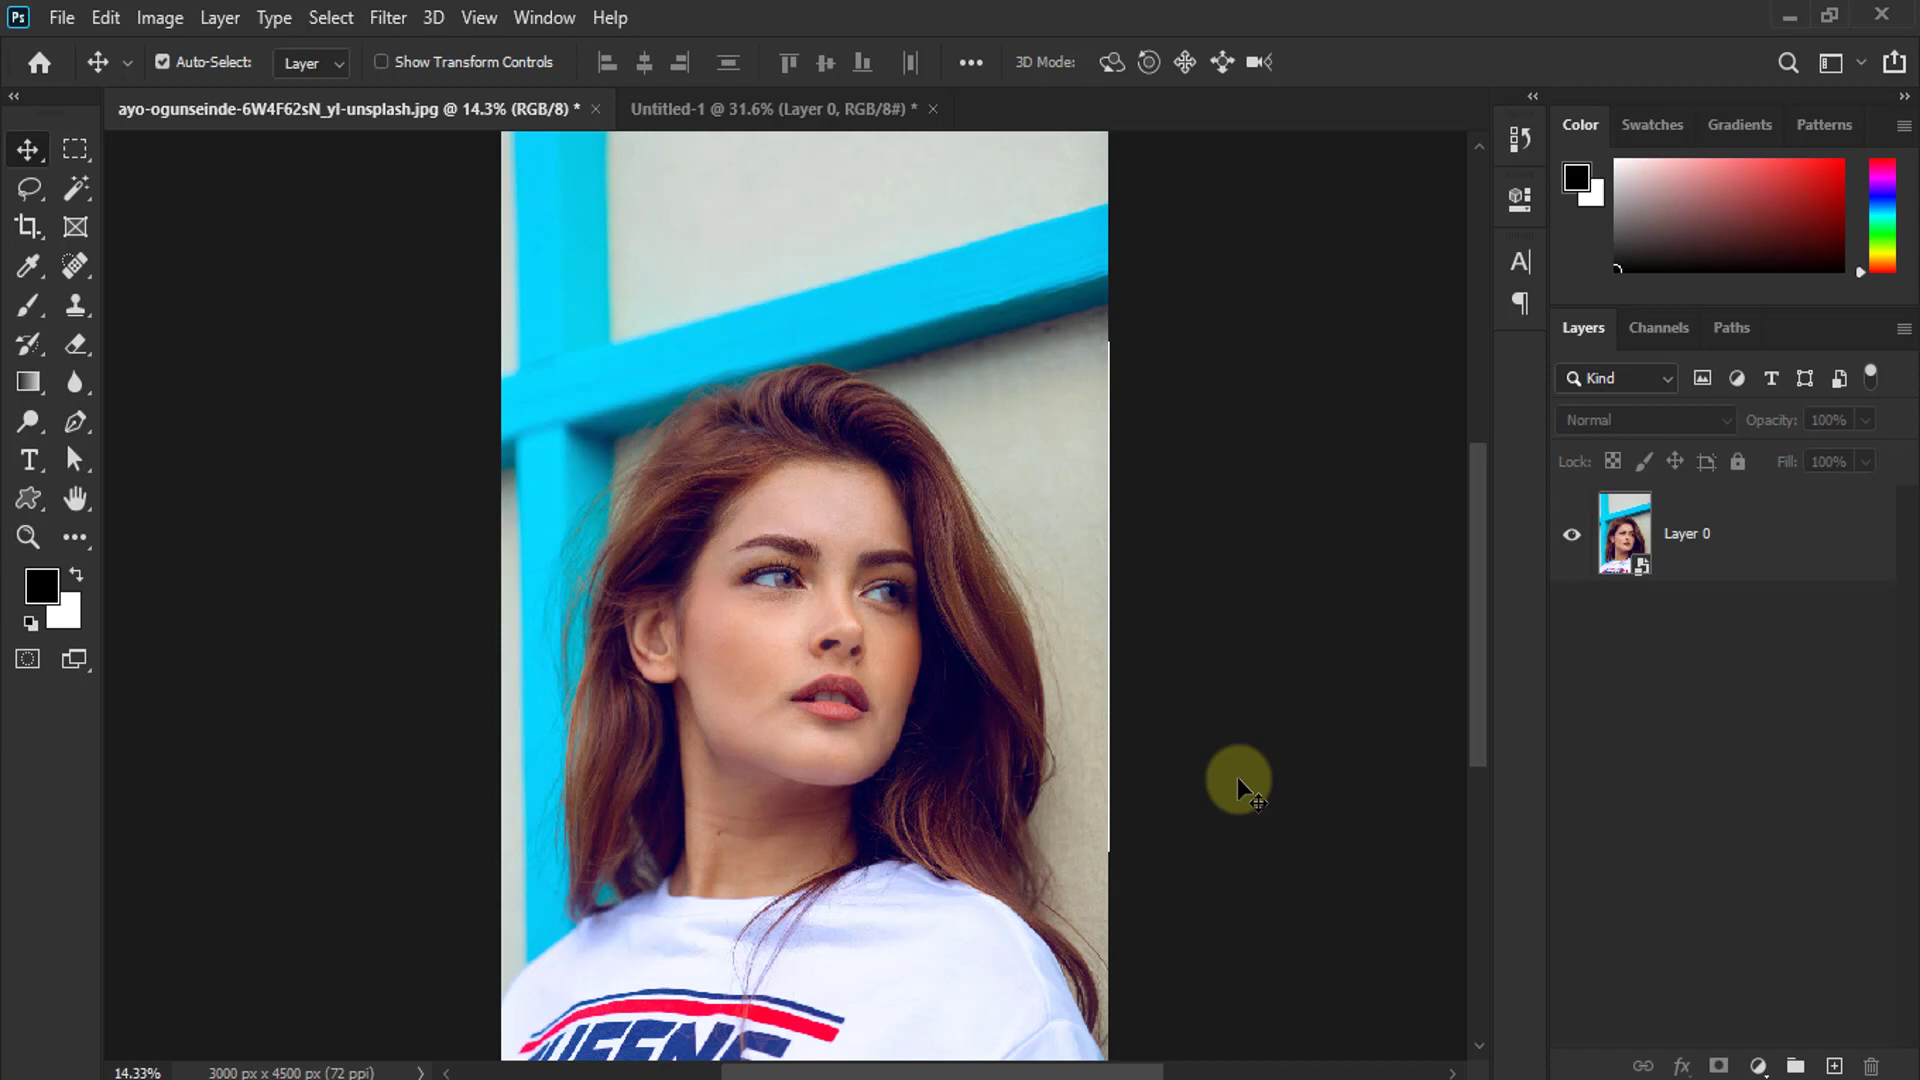 Ps File Edit Image Layer Type Select Filter 3D View Window Help
Auto-Select: Layer Show Transform Controls 3D Mode:
ayo-ogunseinde-6W4F62sN_yI-unsplash.jpg @ 14.3% (RGB/8) * Untitled-1 @ 31.6% (Layer 0, RGB/8#) *
Color Swatches Gradients Patterns
Layers Channels Paths
Kind
Normal Opacity: 100%
Lock: Fill: 100%
Layer 0
QUEENS
14.33% 3000 px x 4500 px (72 ppi)